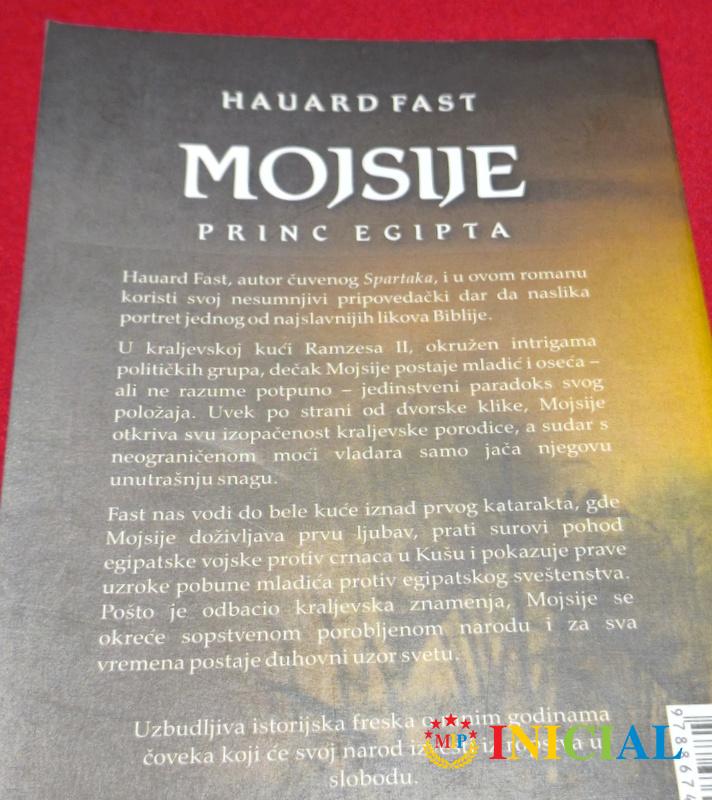 HAUARD FAST
MOJSIJE
PRINC EGIPTA
Hauard Fast, autor čuvenog Spartaka, i u ovom romanu
koristi svoj nesumnjivi pripovedački dar da naslika
portret jednog od najslavnijih likova Biblije.
U kraljevskoj kući Ramzesa II, okružen intrigama
političkih grupa, dečak Mojsije postaje mladić i oseća –
ali ne razume potpuno – jedinstveni paradoks svog
položaja. Uvek po strani od dvorske klike, Mojsije
otkriva svu izopačenost kraljevske porodice, a sudar s
neograničenom moći vladara samo jača njegovu
unutrašnju snagu.
Fast nas vodi do bele kuće iznad prvog katarakta, gde
Mojsije doživljava prvu ljubav, prati surovi pohod
egipatske vojske protiv crnaca u Kušu i pokazuje prave
uzroke pobune mladića protiv egipatskog sveštenstva.
Pošto je odbacio kraljevska znamenja, Mojsije se
okreće sopstvenom porobljenom narodu i za sva
vremena postaje duhovni uzor svetu.
Uzbudljiva istorijska freska o godinama
čoveka koji će svoj narod u
slobodu.
MP INICIAL
978867